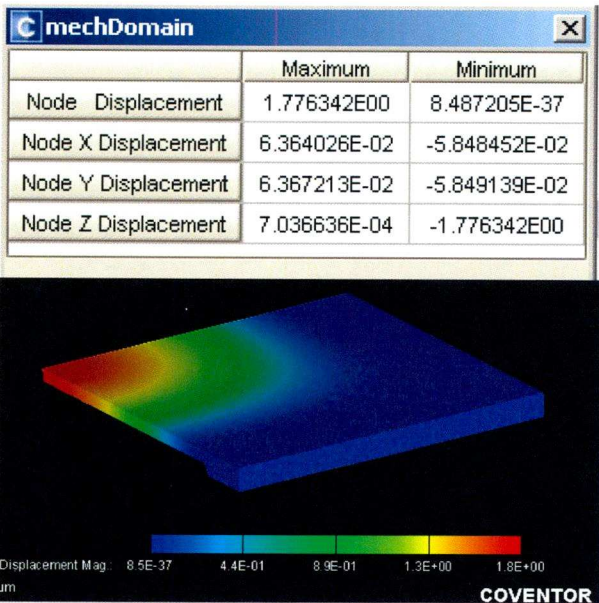 C mechDomain X
Maximum Minimum
Node Displacement 1.776342E00 8.487205E-37
Node X Displacement 6.364026E-02 -5.848452E-02
Node Y Displacement 6.367213E-02 -5.849139E-02
Node Z Displacement 7.036636E-04 -1.776342E00
Displacement Mag.: 8.5E-37 4.4E-01 8.9E-01 1.3E+00 1.8E+00
um
COVENTOR